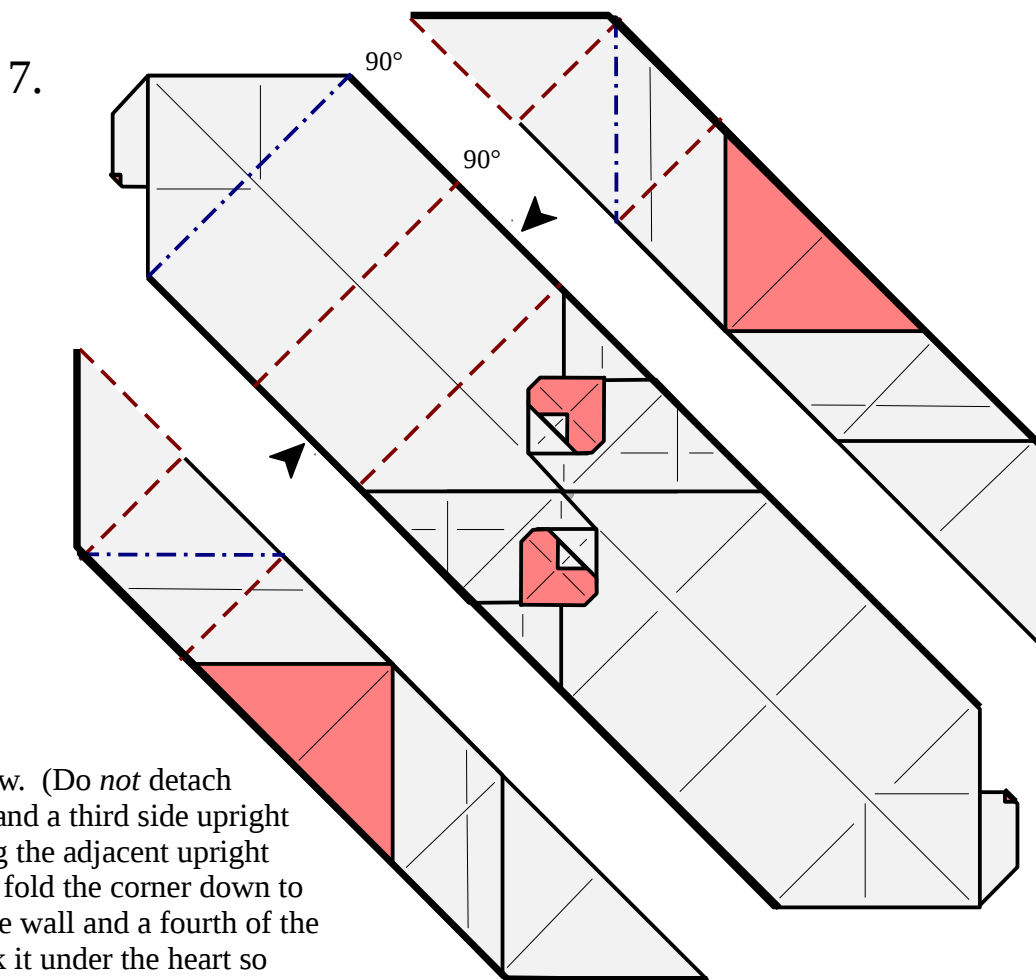 7.
90°
90°
w. (Do not detach
and a third side upright
g the adjacent upright
fold the corner down to
e wall and a fourth of the
k it under the heart so